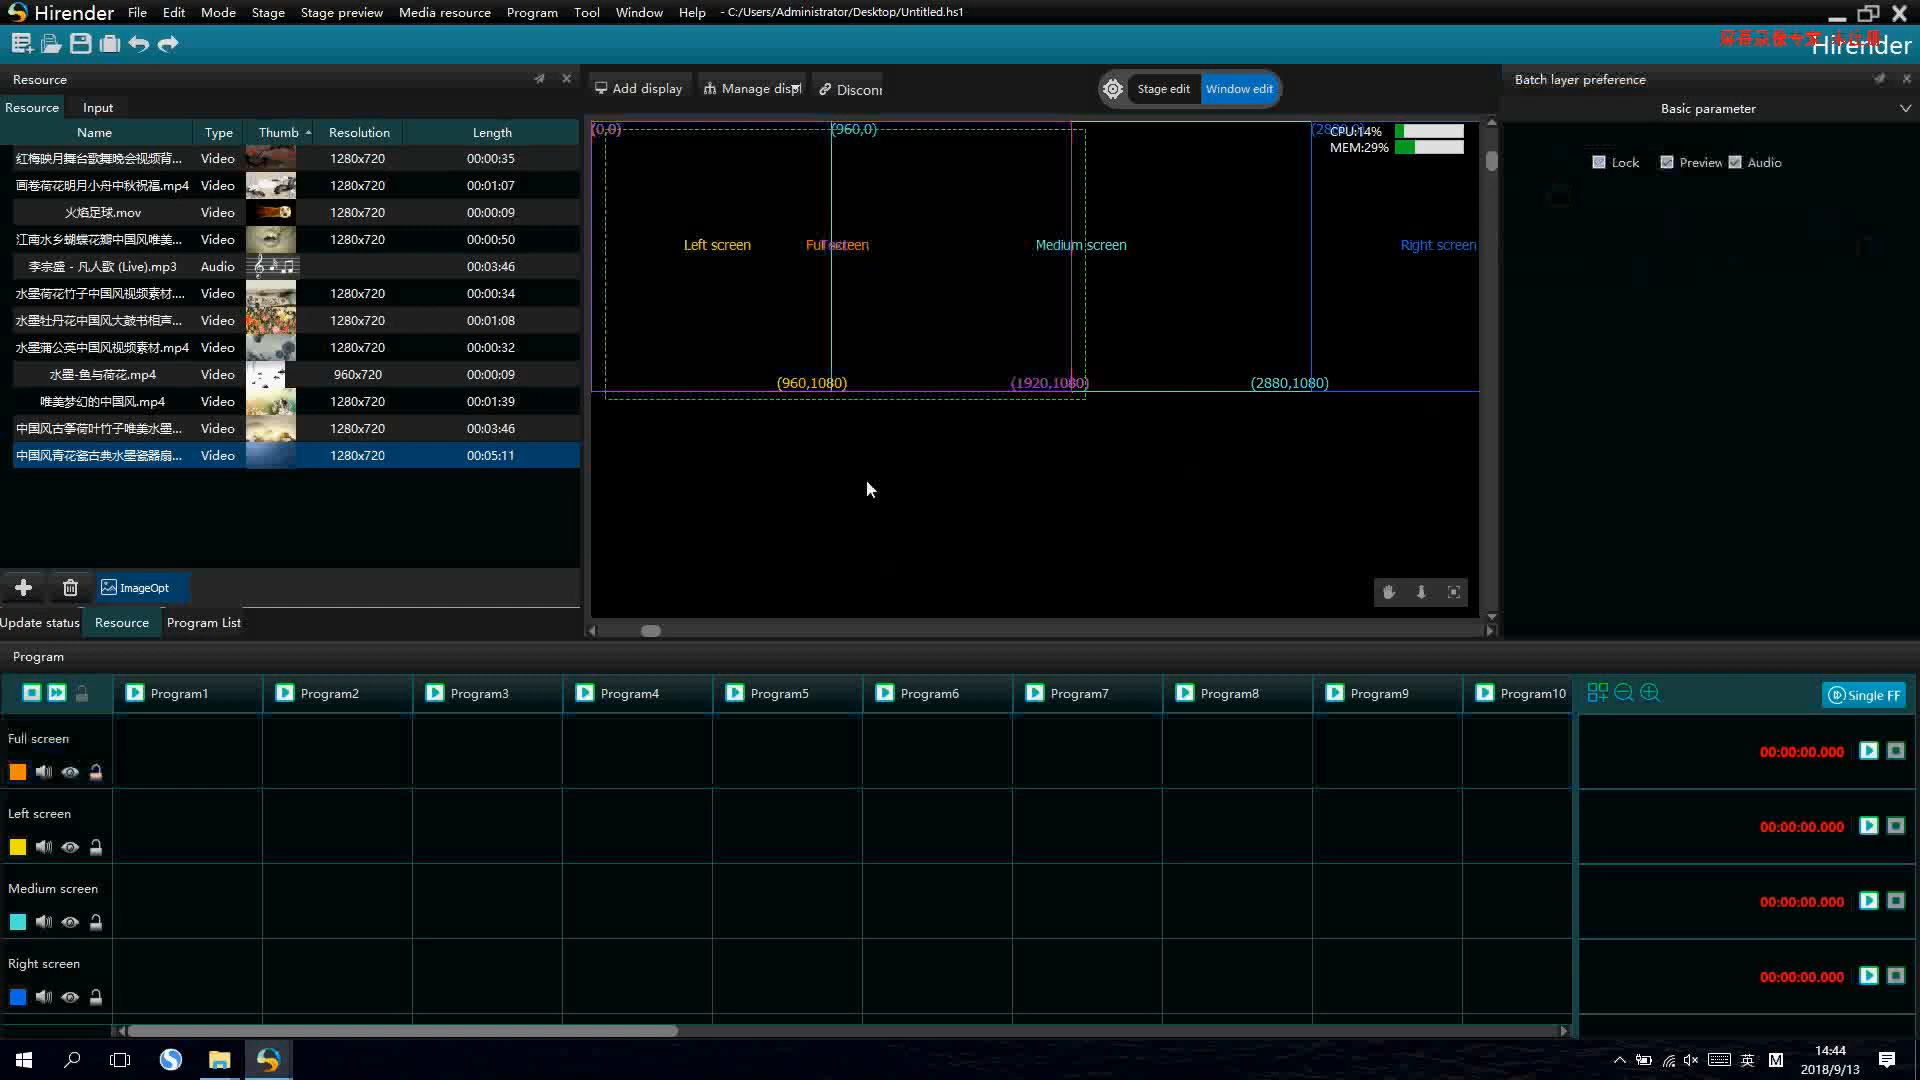 Hirender File Edit Mode Stage Stage preview Media resource Program Tool Window Help - C:/Users/Administrator/Desktop/Untitled.hs1
屏幕录像专家
Hirender
Resource
Resource Input
Name Type Thumb Resolution Length
红梅映月舞台歌舞晚会视频背... Video 1280x720 00:00:35
画卷荷花明月小舟中秋祝福.mp4 Video 1280x720 00:01:07
火焰足球.mov Video 1280x720 00:00:09
江南水乡蝴蝶花瓣中国风唯美... Video 1280x720 00:00:50
李宗盛 - 凡人歌 (Live).mp3 Audio 00:03:46
水墨荷花竹子中国风视频素材.... Video 1280x720 00:00:34
水墨牡丹花中国风大鼓书相声... Video 1280x720 00:01:08
水墨蒲公英中国风视频素材.mp4 Video 1280x720 00:00:32
水墨-鱼与荷花.mp4 Video 960x720 00:00:09
唯美梦幻的中国风.mp4 Video 1280x720 00:01:39
中国风古筝荷叶竹子唯美水墨... Video 1280x720 00:03:46
中国风青花瓷古典水墨瓷器扇... Video 1280x720 00:05:11
ImageOpt
Update status Resource Program List
Add display Manage displ Disconn
Stage edit Window edit
(0,0) (960,0) (2880,0)
CPU:14%
MEM:29%
Left screen Full screen Medium screen Right screen
(960,1080) (1920,1080) (2880,1080)
Batch layer preference
Basic parameter
Lock Preview Audio
Program
Program1 Program2 Program3 Program4 Program5 Program6 Program7 Program8 Program9 Program10 Single FF
Full screen
00:00:00.000
Left screen
00:00:00.000
Medium screen
00:00:00.000
Right screen
00:00:00.000
英 M
14:44
2018/9/13